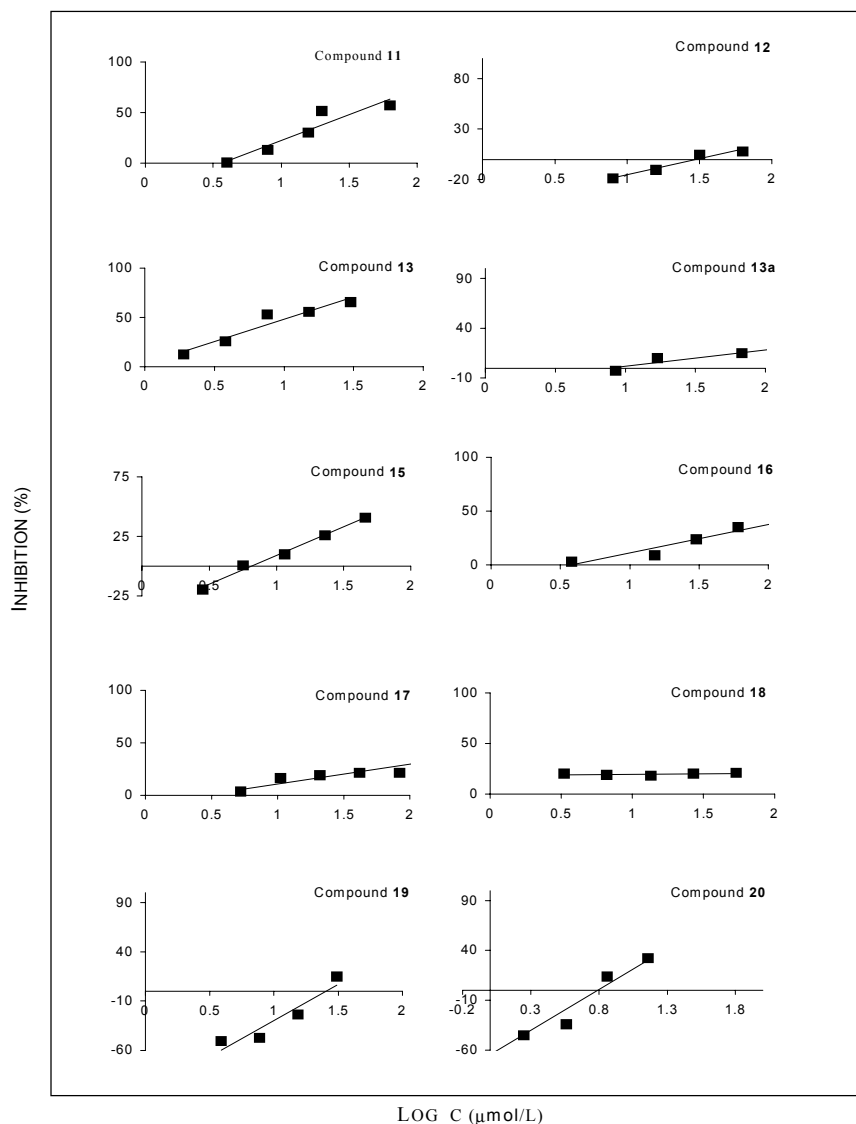 Compound 11
100
50
0
0 0.5 1 1.5 2
Compound 12
80
30
-20
0 0.5 1 1.5 2
Compound 13
100
50
0
0 0.5 1 1.5 2
Compound 13a
90
40
-10
0 0.5 1 1.5 2
Compound 15
75
25
-25
0 0.5 1 1.5 2
Compound 16
100
50
0
0 0.5 1 1.5 2
Compound 17
100
50
0
0 0.5 1 1.5 2
Compound 18
100
50
0
0 0.5 1 1.5 2
Compound 19
90
40
-10
-60
0 0.5 1 1.5 2
Compound 20
90
40
-10
-60
-0.2 0.3 0.8 1.3 1.8
INHIBITION (%)
LOG C (µmol/L)